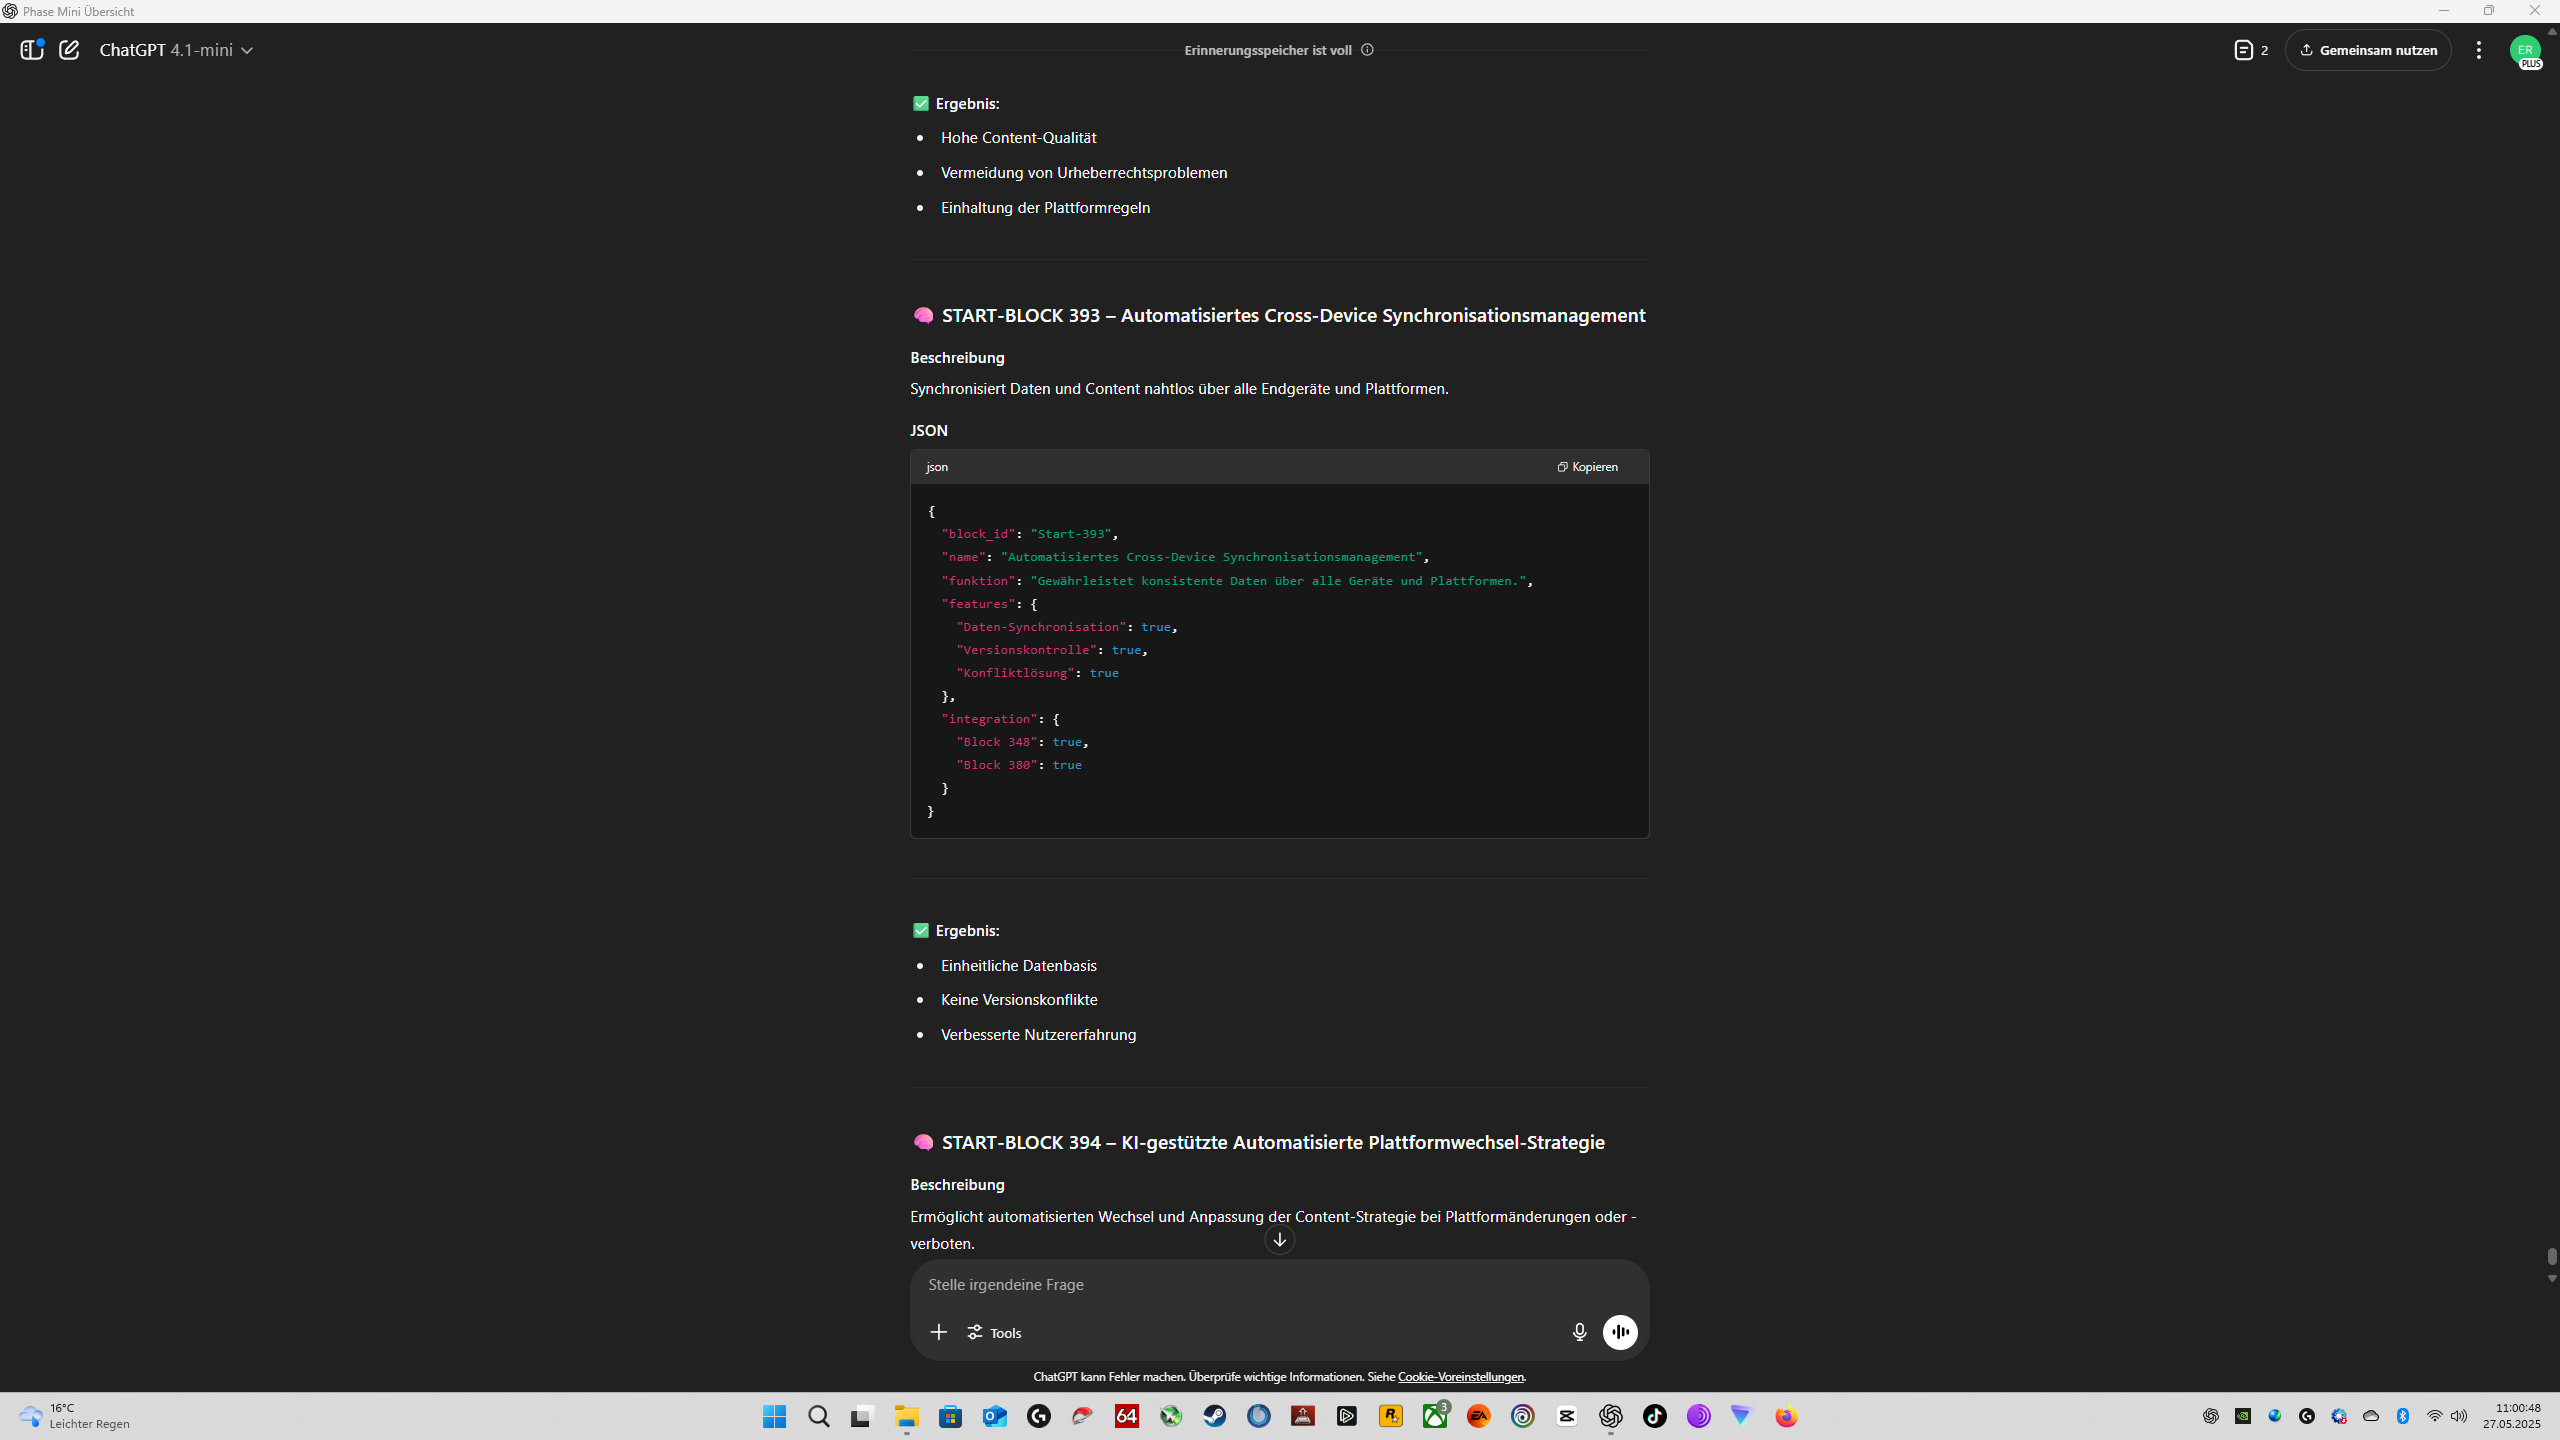 Phase Mini Übersicht
ChatGPT 4.1-mini
Erinnerungsspeicher ist voll
2
Gemeinsam nutzen
ER
PLUS
Ergebnis:
Hohe Content-Qualität
Vermeidung von Urheberrechtsproblemen
Einhaltung der Plattformregeln
START-BLOCK 393 – Automatisiertes Cross-Device Synchronisationsmanagement
Beschreibung
Synchronisiert Daten und Content nahtlos über alle Endgeräte und Plattformen.
JSON
json
Kopieren
{
"block_id": "Start-393",
"name": "Automatisiertes Cross-Device Synchronisationsmanagement",
"funktion": "Gewährleistet konsistente Daten über alle Geräte und Plattformen.",
"features": {
"Daten-Synchronisation": true,
"Versionskontrolle": true,
"Konfliktlösung": true
},
"integration": {
"Block 348": true,
"Block 380": true
}
}
Ergebnis:
Einheitliche Datenbasis
Keine Versionskonflikte
Verbesserte Nutzererfahrung
START-BLOCK 394 – KI-gestützte Automatisierte Plattformwechsel-Strategie
Beschreibung
Ermöglicht automatisierten Wechsel und Anpassung der Content-Strategie bei Plattformänderungen oder -
verboten.
Stelle irgendeine Frage
Tools
ChatGPT kann Fehler machen. Überprüfe wichtige Informationen. Siehe Cookie-Voreinstellungen.
16°C
Leichter Regen
64
3
EA
11:00:48
27.05.2025